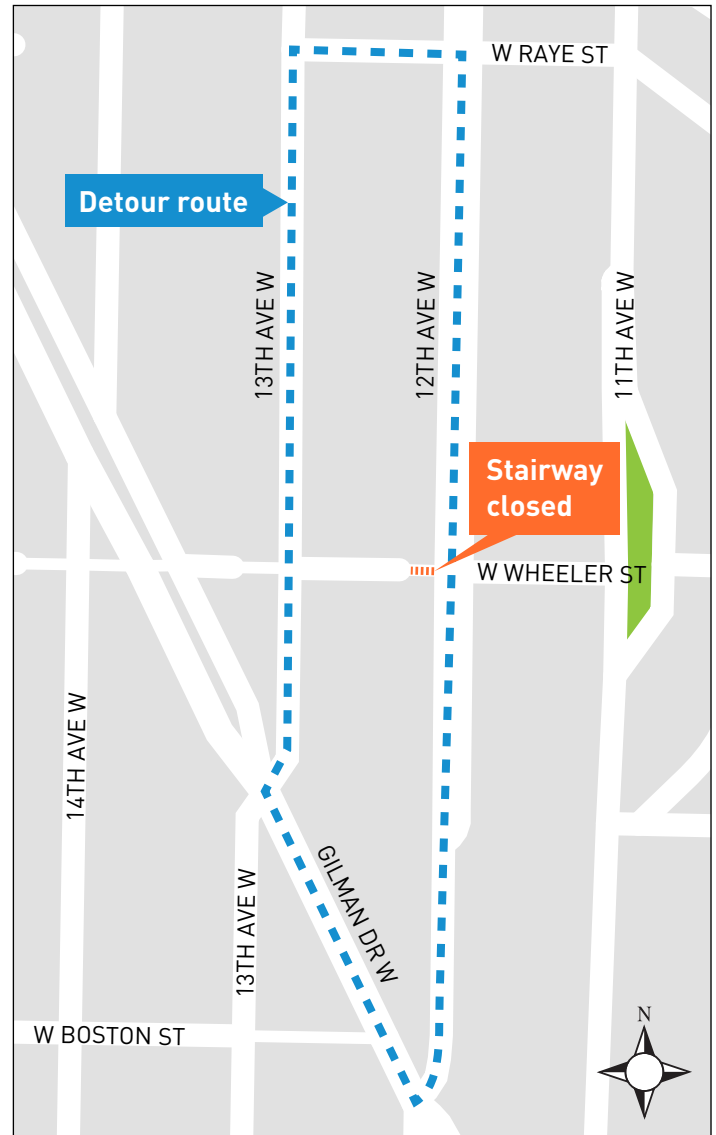 W RAYE ST
Detour route
13TH AVE W
12TH AVE W
11TH AVE W
Stairway
closed
W WHEELER ST
14TH AVE W
GILMAN DR W
13TH AVE W
W BOSTON ST
N